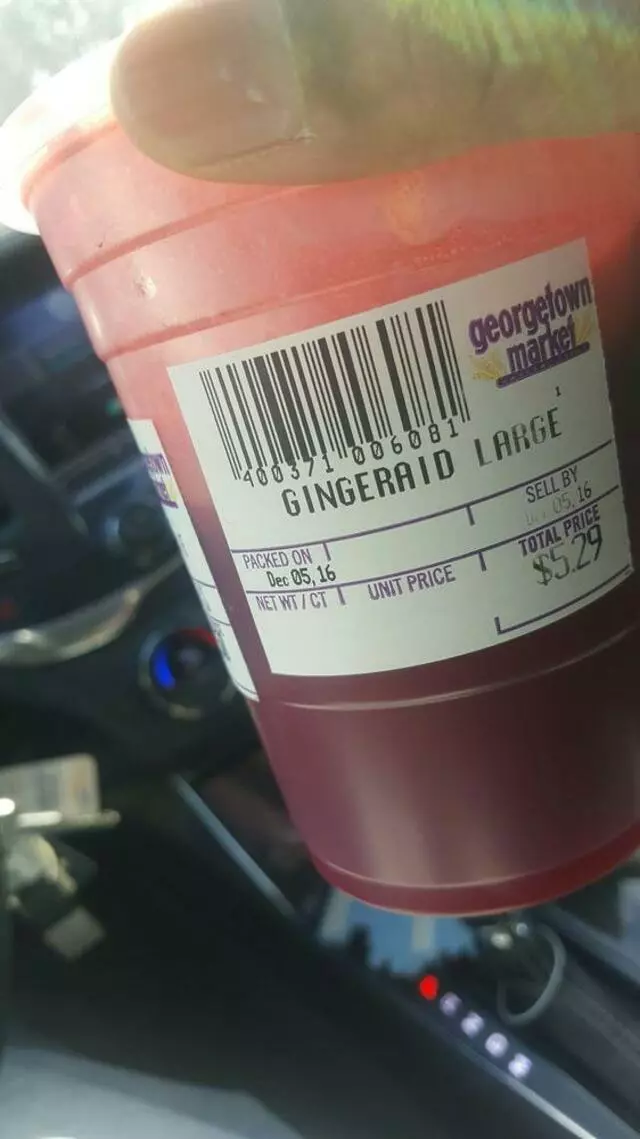 georgetown
market
1
400371 006081
GINGERAID LARGE
PACKED ON
Dec 05, 16
SELL BY
05, 16
NET WT / CT
UNIT PRICE
TOTAL PRICE
$5.29